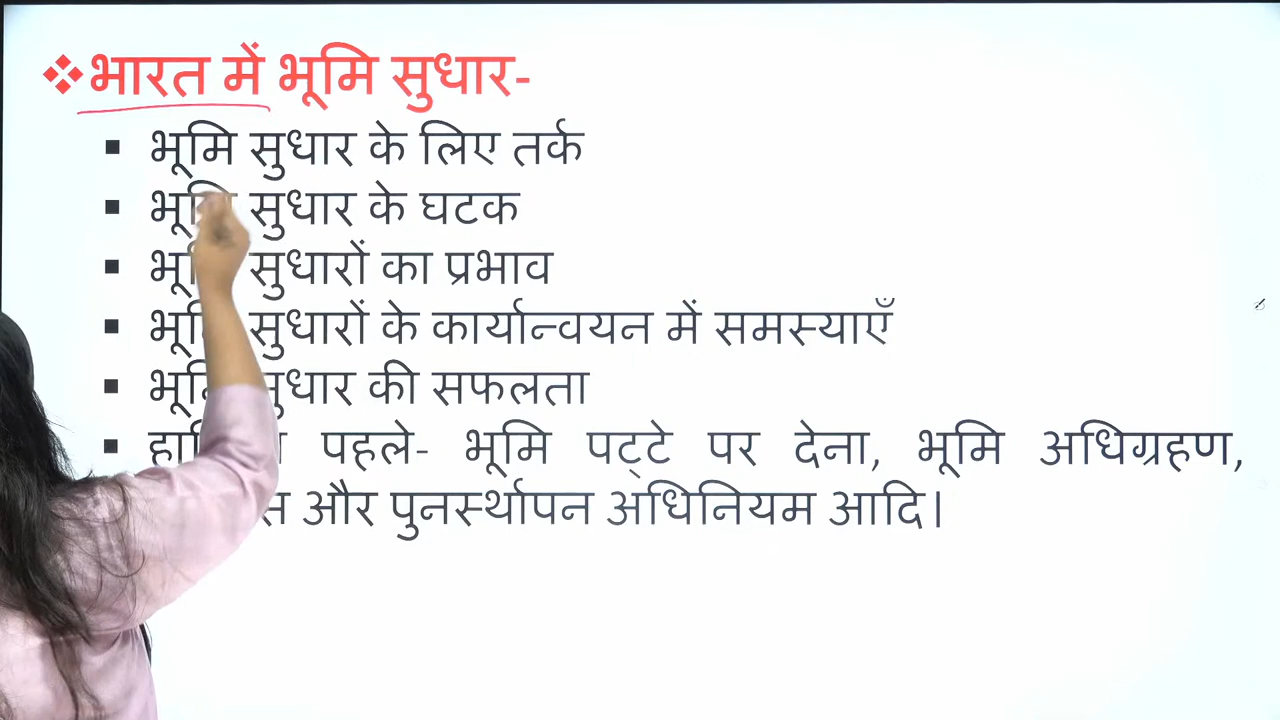 ❖भारत में भूमि सुधार-
▪ भूमि सुधार के लिए तर्क
▪ भूमि सुधार के घटक
▪ भूमि सुधारों का प्रभाव
▪ भूमि सुधारों के कार्यान्वयन में समस्याएँ
▪ भूमि सुधार की सफलता
▪ पहले- भूमि पट्टे पर देना, भूमि अधिग्रहण,
और पुनर्स्थापन अधिनियम आदि।